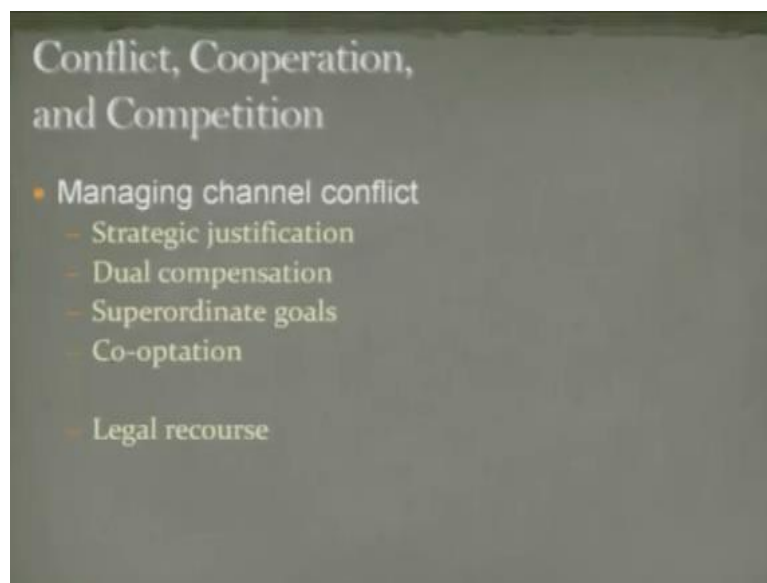 Conflict, Cooperation,
and Competition
• Managing channel conflict
– Strategic justification
– Dual compensation
– Superordinate goals
– Co-optation
– Legal recourse